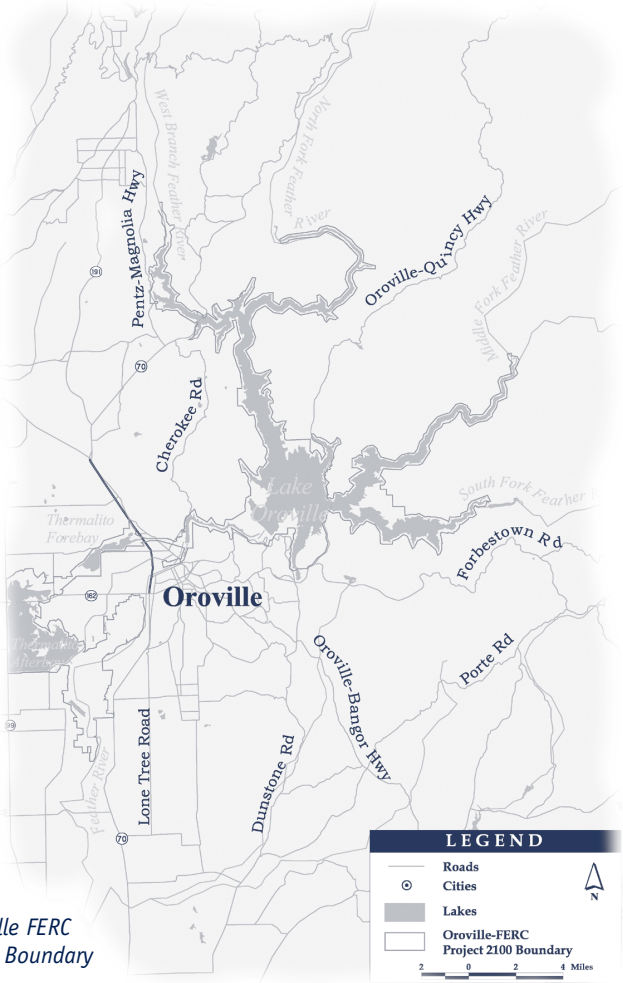 West Branch Feather River
North Fork Feather
River
Pentz-Magnolia Hwy
Oroville-Quincy Hwy
Middle Fork Feather River
191
70
Cherokee Rd
Lake
Oroville
South Fork Feather
Thermalito
Forebay
Forbestown Rd
162
Oroville
Thermalito
Afterbay
Oroville-Bangor Hwy
Porte Rd
99
Lone Tree Road
Dunstone Rd
Feather River
70
LEGEND
Roads
Cities
N
Lakes
Oroville-FERC
Project 2100 Boundary
2 0 2 4 Miles
FERC
Boundary